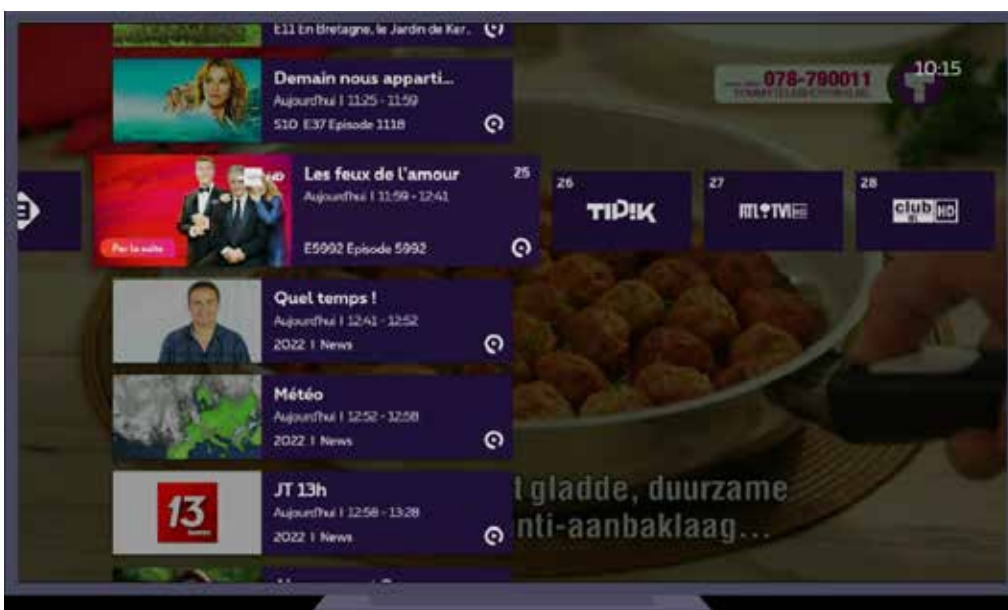 E11 En Bretagne, le Jardin de Ker.
10:15
078-790011
Demain nous apparti...
Aujourd'hui | 11:25 - 11:59
S10 E37 Episode 1118
Les feux de l'amour
25
Aujourd'hui | 11:59 - 12:41
Par la suite
E5992 Episode 5992
26
TIPIK
27
RTL TVI HD
28
club RTL HD
Quel temps !
Aujourd'hui | 12:41 - 12:52
2022 | News
Météo
Aujourd'hui | 12:52 - 12:58
2022 | News
13
JT 13h
Aujourd'hui | 12:58 - 13:28
2022 | News
t gladde, duurzame
nti-aanbaklaag...